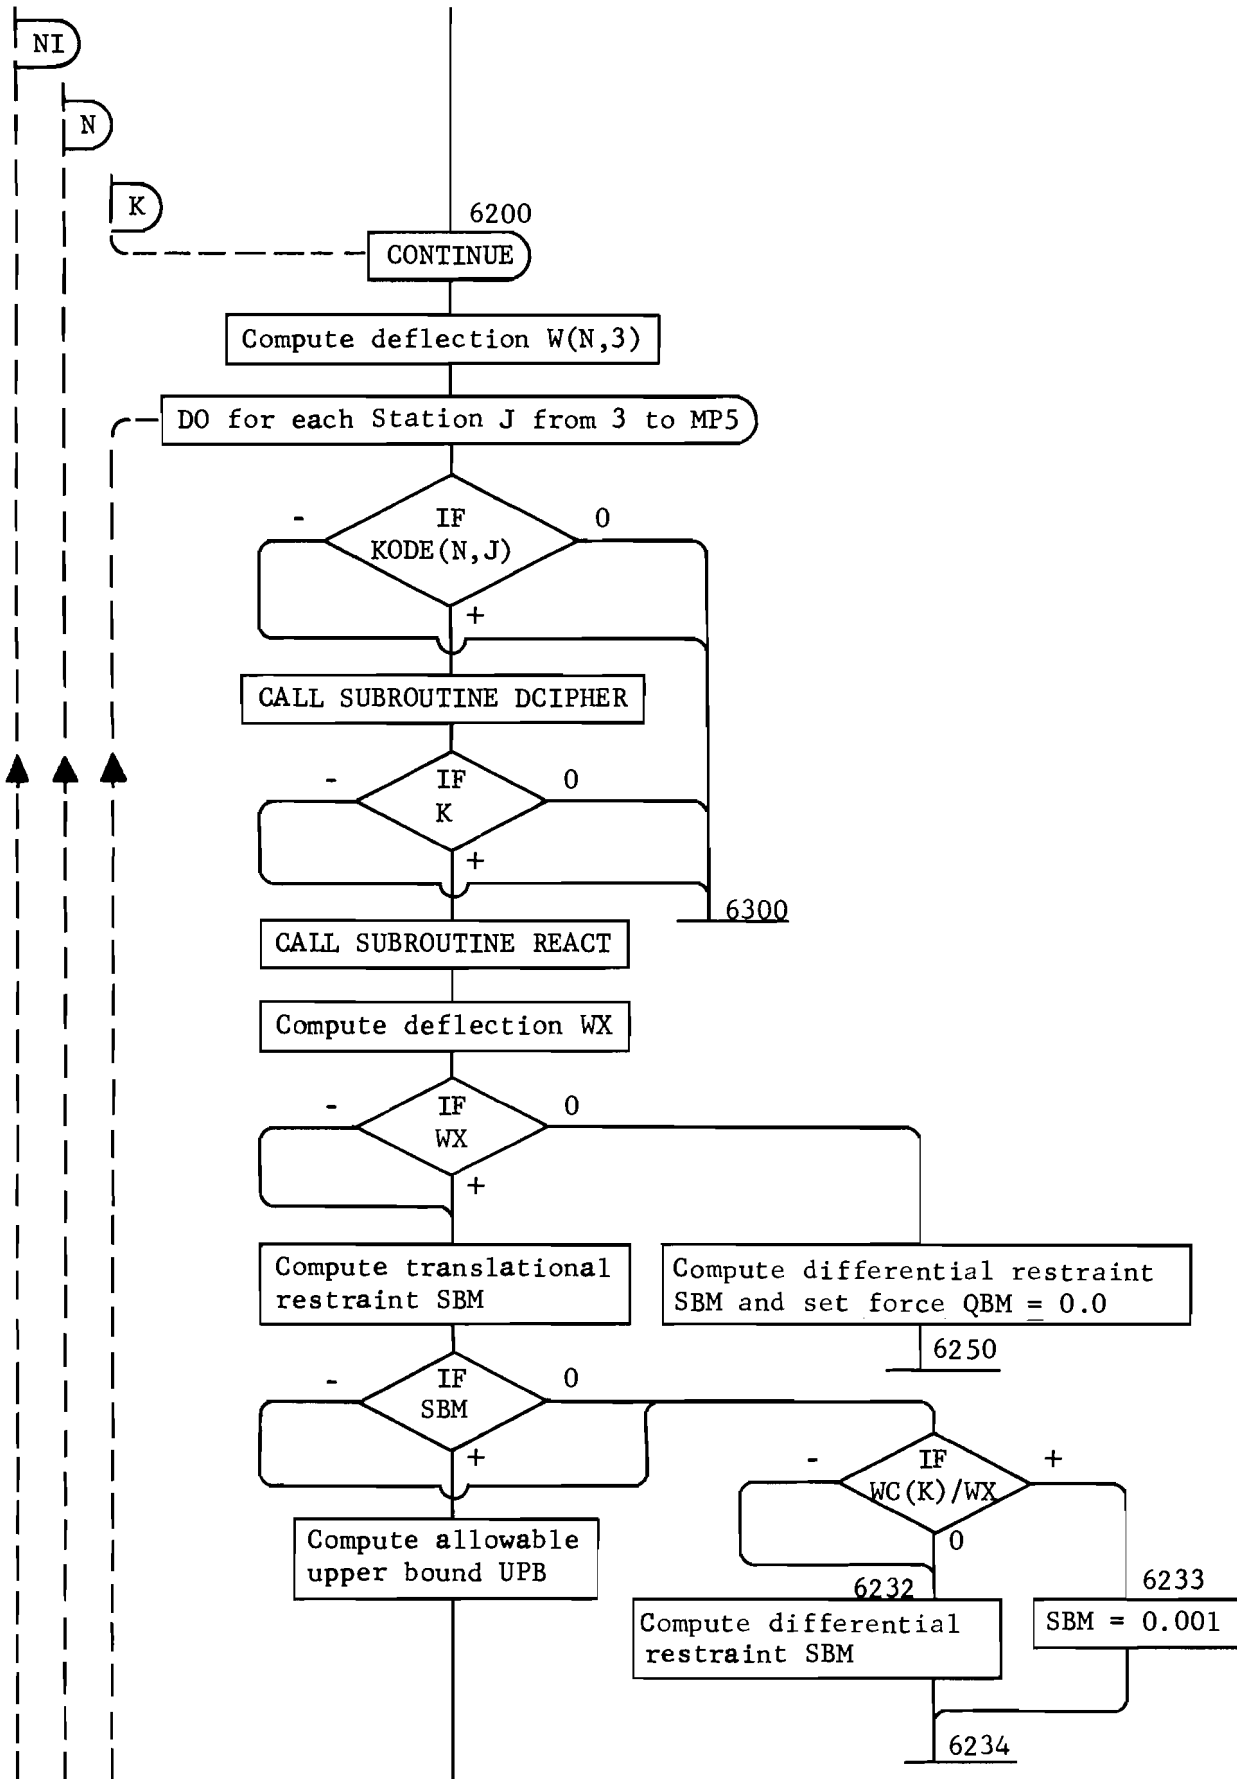 NI
N
K
6200
CONTINUE
Compute deflection W(N,3)
DO for each Station J from 3 to MP5
- IF 0
KODE(N,J)
+
CALL SUBROUTINE DCIPHER
- IF 0
K
+
6300
CALL SUBROUTINE REACT
Compute deflection WX
- IF 0
WX
+
Compute translational
restraint SBM
Compute differential restraint
SBM and set force QBM = 0.0
6250
- IF 0
SBM
+
- IF +
WC(K)/WX
0
Compute allowable
upper bound UPB
6232
6233
Compute differential
restraint SBM
SBM = 0.001
6234